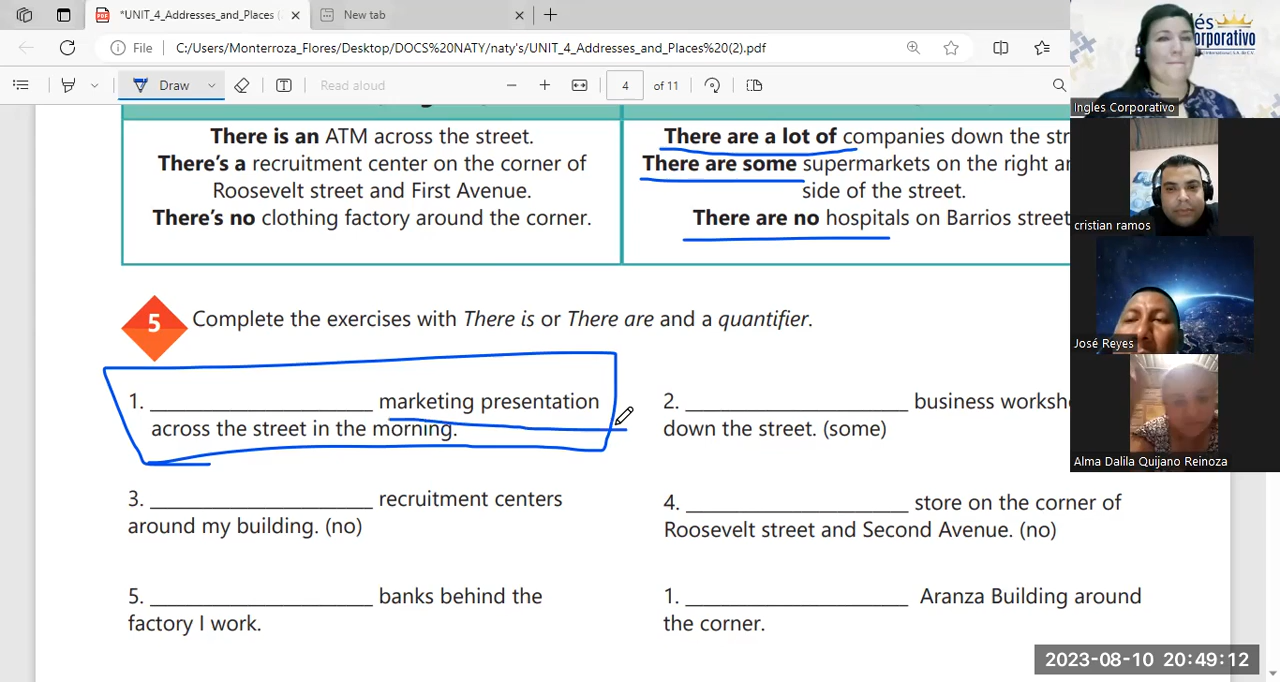 *UNIT_4_Addresses_and_Places (
New tab
File
C:/Users/Monterroza_Flores/Desktop/DOCS%20NATY/naty's/UNIT_4_Addresses_and_Places%20(2).pdf
Draw
Read aloud
4
of 11
There is an ATM across the street.
There's a recruitment center on the corner of
Roosevelt street and First Avenue.
There's no clothing factory around the corner.
There are a lot of companies down the str
There are some supermarkets on the right an
side of the street.
There are no hospitals on Barrios street
5
Complete the exercises with There is or There are and a quantifier.
1. ____________________ marketing presentation
across the street in the morning.
2. ____________________ business worksh
down the street. (some)
3. ____________________ recruitment centers
around my building. (no)
4. ____________________ store on the corner of
Roosevelt street and Second Avenue. (no)
5. ____________________ banks behind the
factory I work.
1. ____________________ Aranza Building around
the corner.
lés
orporativo
Ingles Corporativo
cristian ramos
José Reyes
Alma Dalila Quijano Reinoza
2023-08-10 20:49:12